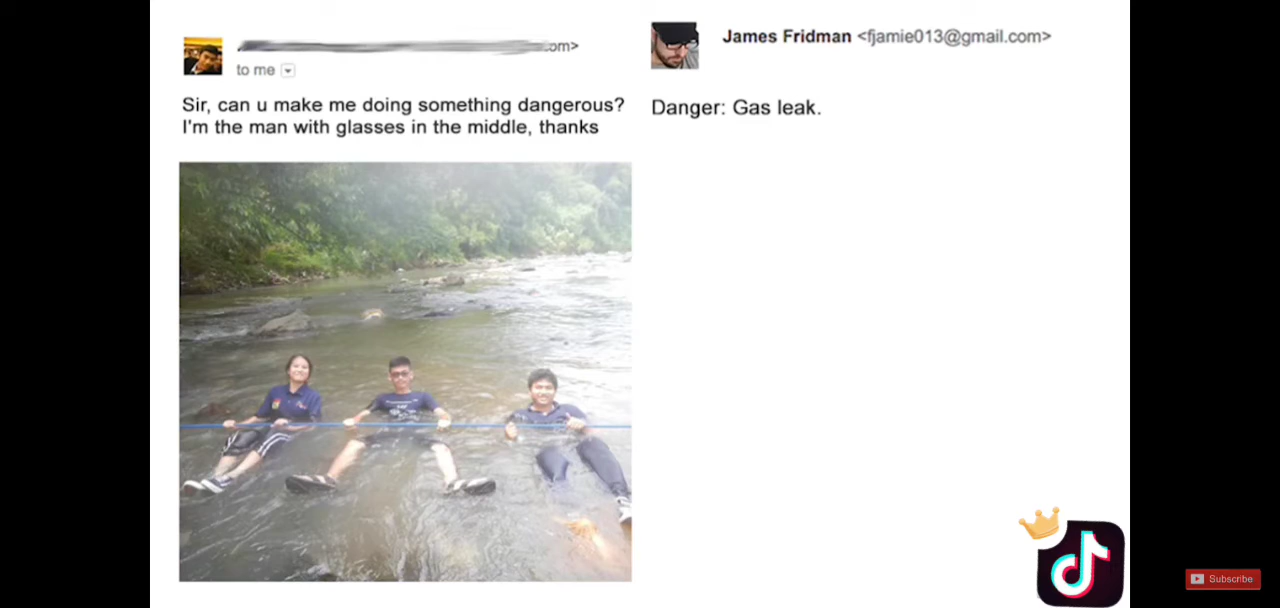 om>
to me
Sir, can u make me doing something dangerous?
I'm the man with glasses in the middle, thanks
James Fridman <fjamie013@gmail.com>
Danger: Gas leak.
Subscribe